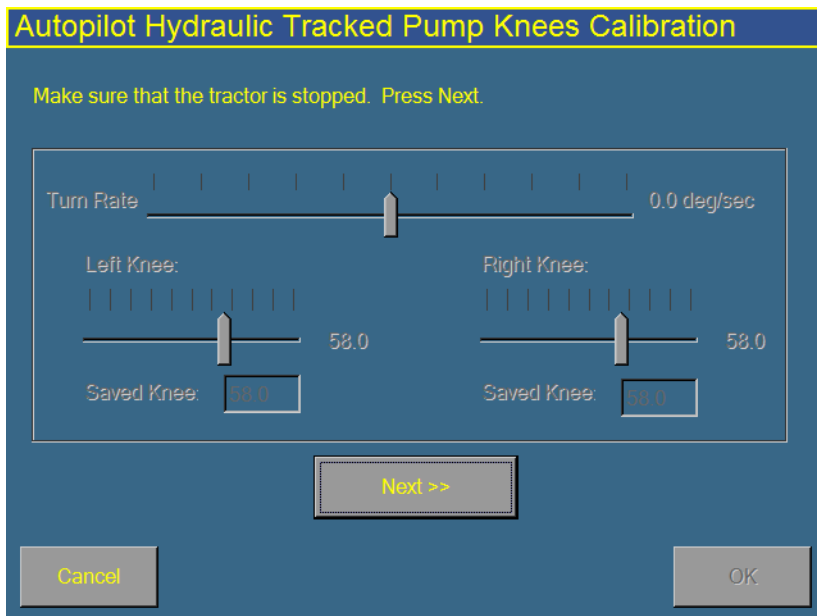 Autopilot Hydraulic Tracked Pump Knees Calibration
Make sure that the tractor is stopped. Press Next.
Turn Rate 0.0 deg/sec
Left Knee: Right Knee:
58.0 58.0
Saved Knee: 58.0 Saved Knee: 58.0
Next >>
Cancel OK